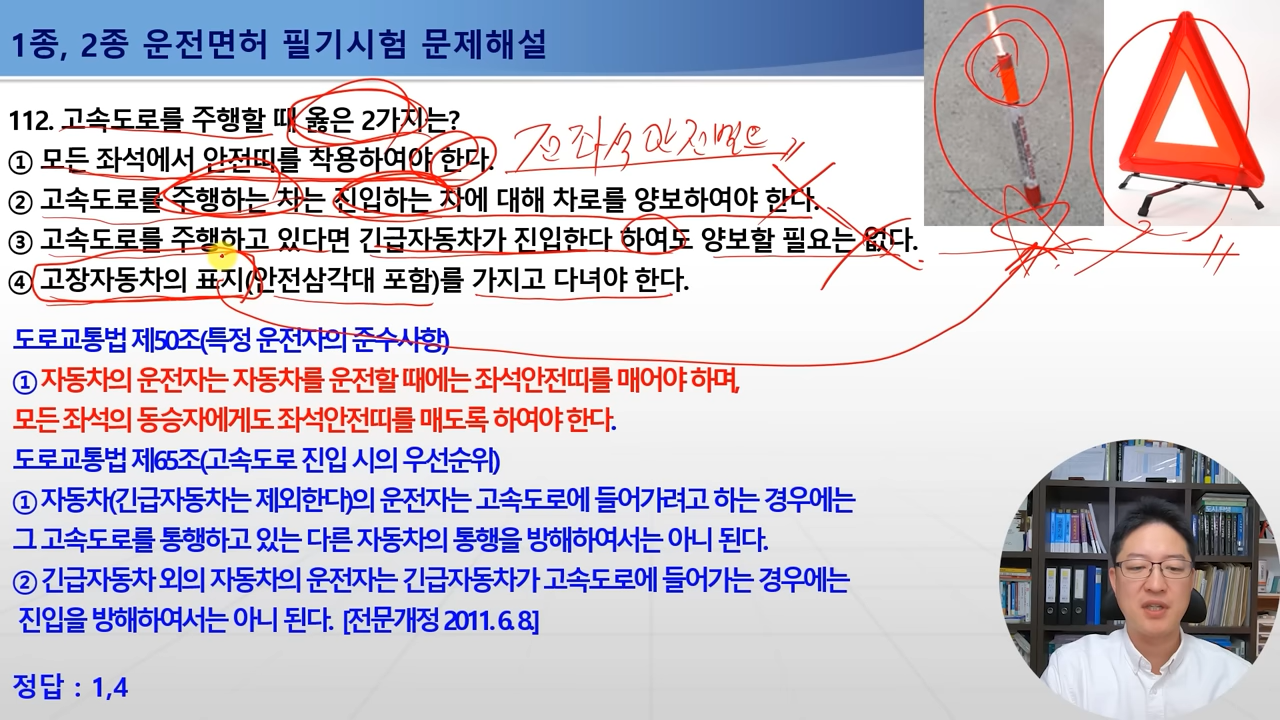 1종, 2종 운전면허 필기시험 문제해설
112. 고속도로를 주행할 때 옳은 2가지는?
① 모든 좌석에서 안전띠를 착용하여야 한다.
전 좌석 안전벨트
② 고속도로를 주행하는 차는 진입하는 차에 대해 차로를 양보하여야 한다.
③ 고속도로를 주행하고 있다면 긴급자동차가 진입한다 하여도 양보할 필요는 없다.
④ 고장자동차의 표지(안전삼각대 포함)를 가지고 다녀야 한다.
도로교통법 제50조(특정 운전자의 준수사항)
① 자동차의 운전자는 자동차를 운전할 때에는 좌석안전띠를 매어야 하며,
모든 좌석의 동승자에게도 좌석안전띠를 매도록 하여야 한다.
도로교통법 제65조(고속도로 진입 시의 우선순위)
① 자동차(긴급자동차는 제외한다)의 운전자는 고속도로에 들어가려고 하는 경우에는
그 고속도로를 통행하고 있는 다른 자동차의 통행을 방해하여서는 아니 된다.
② 긴급자동차 외의 자동차의 운전자는 긴급자동차가 고속도로에 들어가는 경우에는
진입을 방해하여서는 아니 된다. [전문개정 2011. 6. 8.]
정답 : 1,4